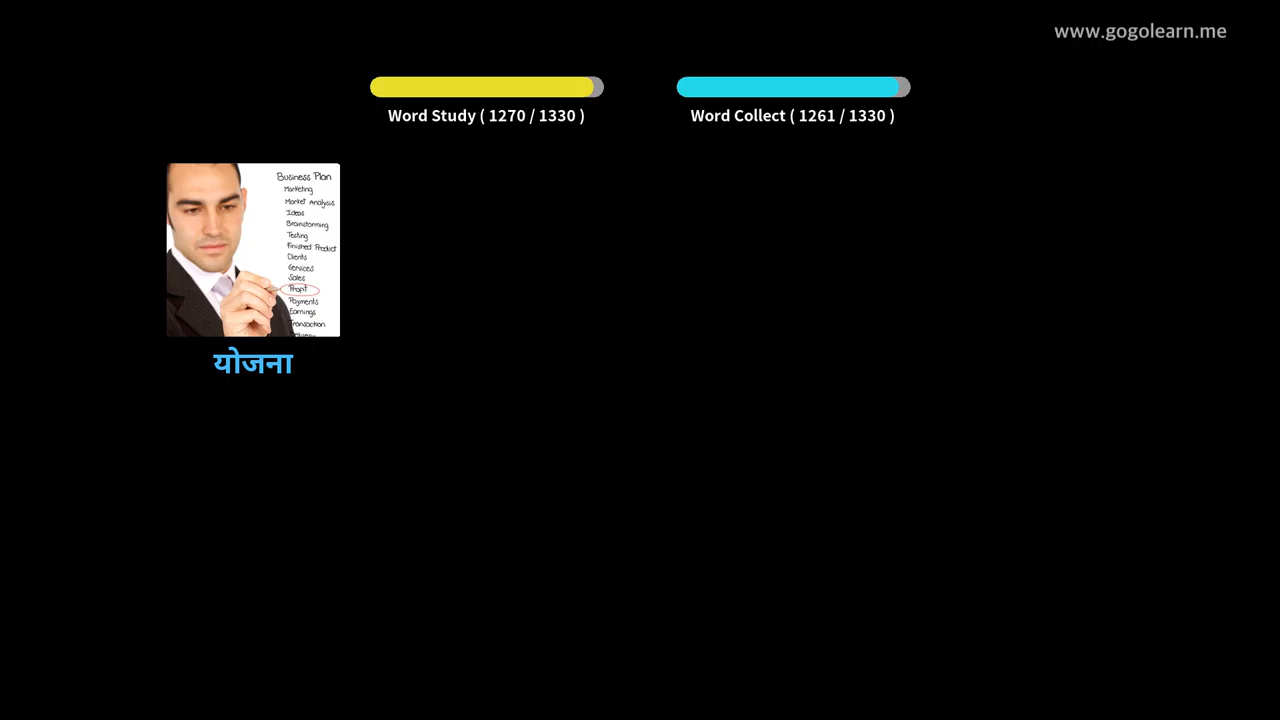 www.gogolearn.me
Word Study ( 1270 / 1330 )
Word Collect ( 1261 / 1330 )
Business Plan
Marketing
Market Analysis
Ideas
Brainstorming
Testing
Finished Product
Clients
Services
Sales
Profit
Payments
Earnings
Transaction
Delivery
योजना